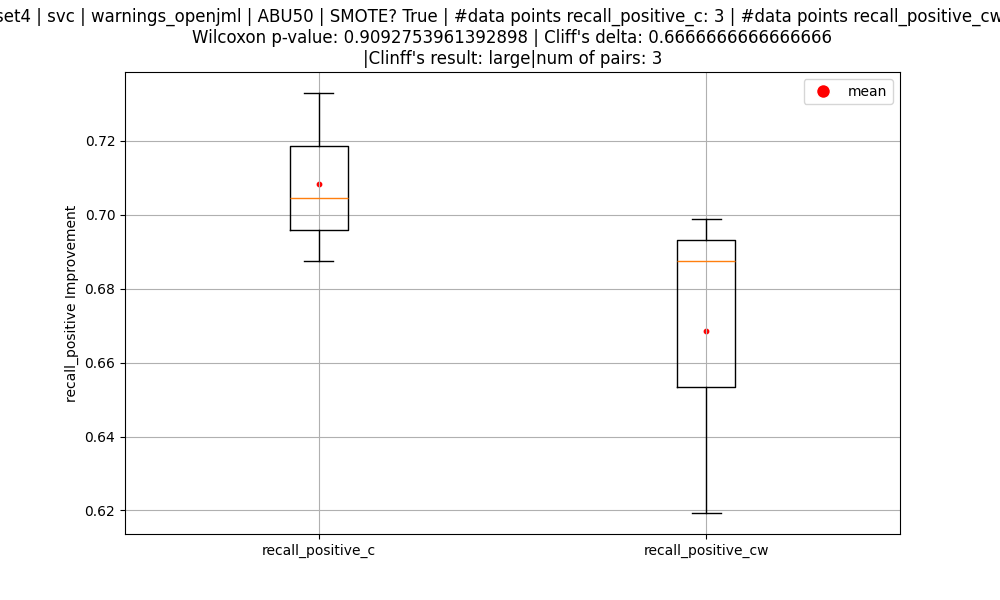 set4 | svc | warnings_openjml | ABU50 | SMOTE? True | #data points recall_positive_c: 3 | #data points recall_positive_cw
Wilcoxon p-value: 0.9092753961392898 | Cliff's delta: 0.6666666666666666
|Clinff's result: large|num of pairs: 3
mean
0.72
0.70
0.68
0.66
0.64
0.62
recall_positive Improvement
recall_positive_c
recall_positive_cw